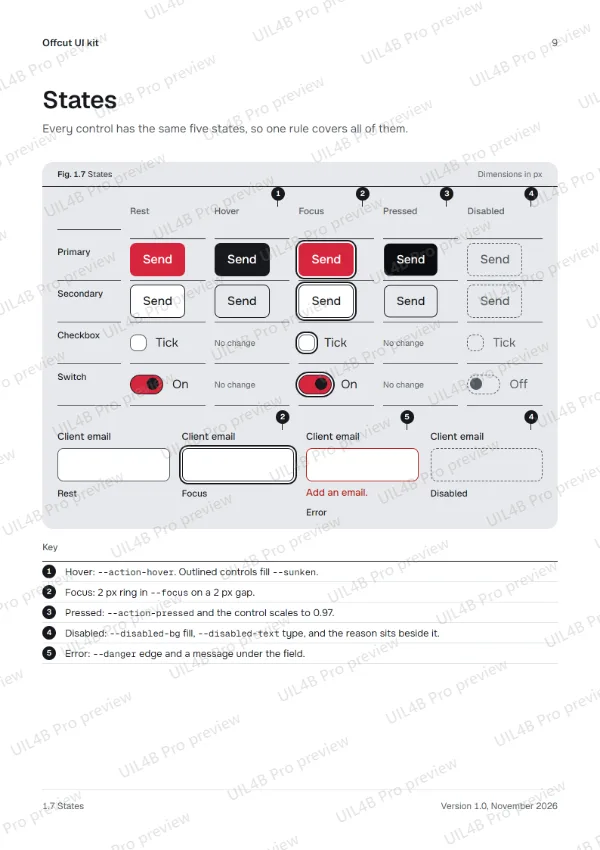 Offcut UI kit 9
States
Every control has the same five states, so one rule covers all of them.
Fig. 1.7 States Dimensions in px
1 2 3 4
Rest Hover Focus Pressed Disabled
Primary Send Send Send Send Send
Secondary Send Send Send Send Send
Checkbox Tick No change Tick No change Tick
Switch On No change On No change Off
2 5 4
Client email Client email Client email Client email
Rest Focus Add an email. Disabled
Error
Key
1 Hover: --action-hover. Outlined controls fill --sunken.
2 Focus: 2 px ring in --focus on a 2 px gap.
3 Pressed: --action-pressed and the control scales to 0.97.
4 Disabled: --disabled-bg fill, --disabled-text type, and the reason sits beside it.
5 Error: --danger edge and a message under the field.
1.7 States Version 1.0, November 2026
UIL4B Pro preview